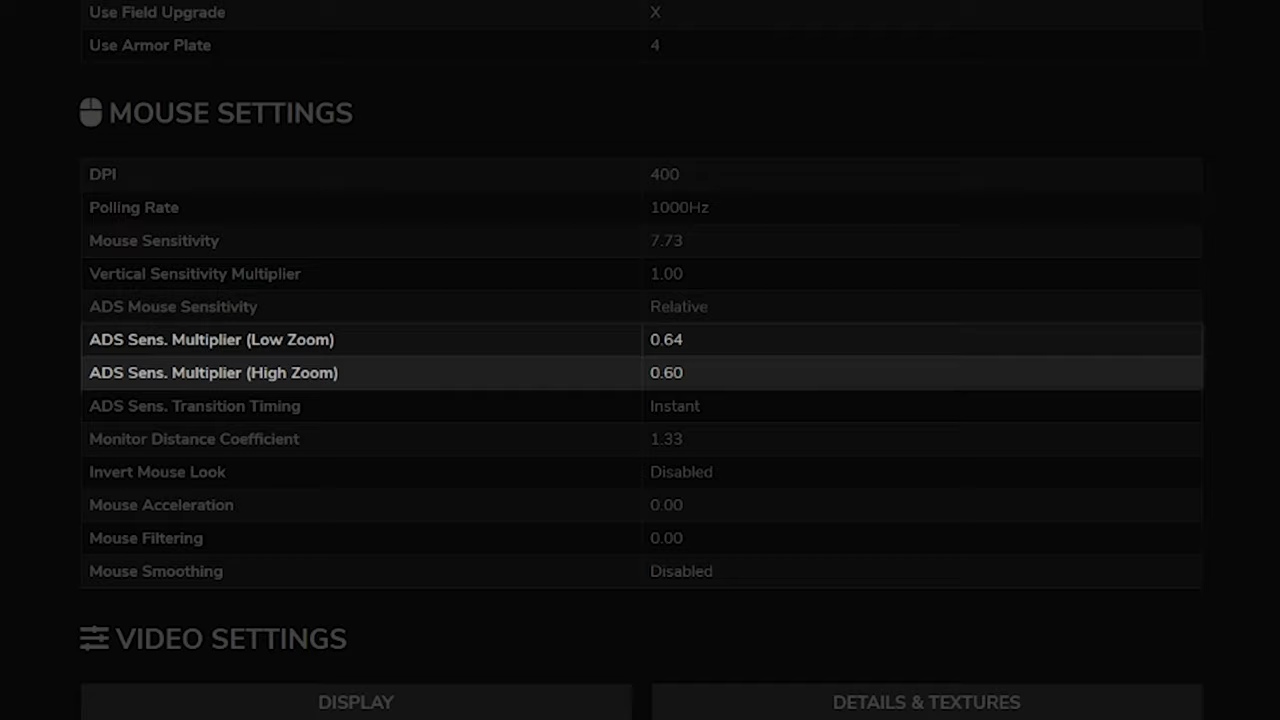 Use Field Upgrade X
Use Armor Plate 4
MOUSE SETTINGS
DPI 400
Polling Rate 1000Hz
Mouse Sensitivity 7.73
Vertical Sensitivity Multiplier 1.00
ADS Mouse Sensitivity Relative
ADS Sens. Multiplier (Low Zoom) 0.64
ADS Sens. Multiplier (High Zoom) 0.60
ADS Sens. Transition Timing Instant
Monitor Distance Coefficient 1.33
Invert Mouse Look Disabled
Mouse Acceleration 0.00
Mouse Filtering 0.00
Mouse Smoothing Disabled
VIDEO SETTINGS
DISPLAY DETAILS & TEXTURES